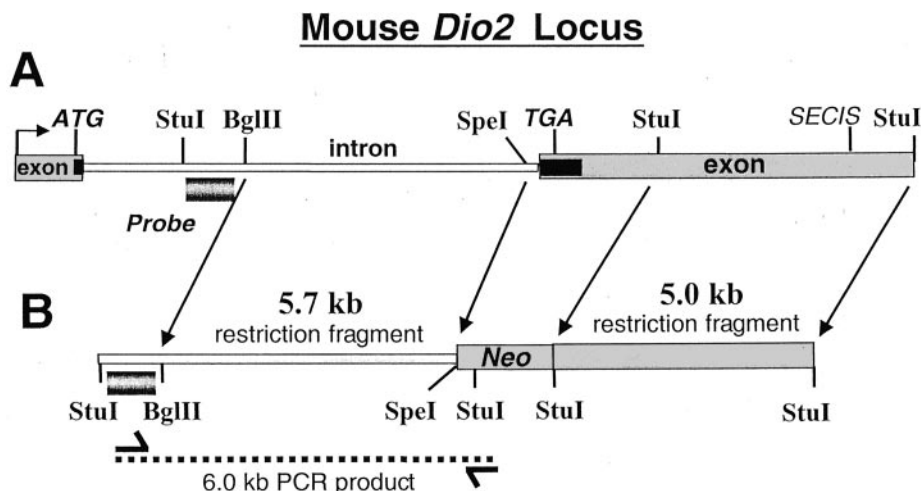 Mouse Dio2 Locus
A
ATG StuI BglII SpeI TGA StuI SECIS StuI
exon intron exon
Probe
B
5.7 kb 5.0 kb
restriction fragment restriction fragment
Neo
StuI BglII SpeI StuI StuI StuI
6.0 kb PCR product